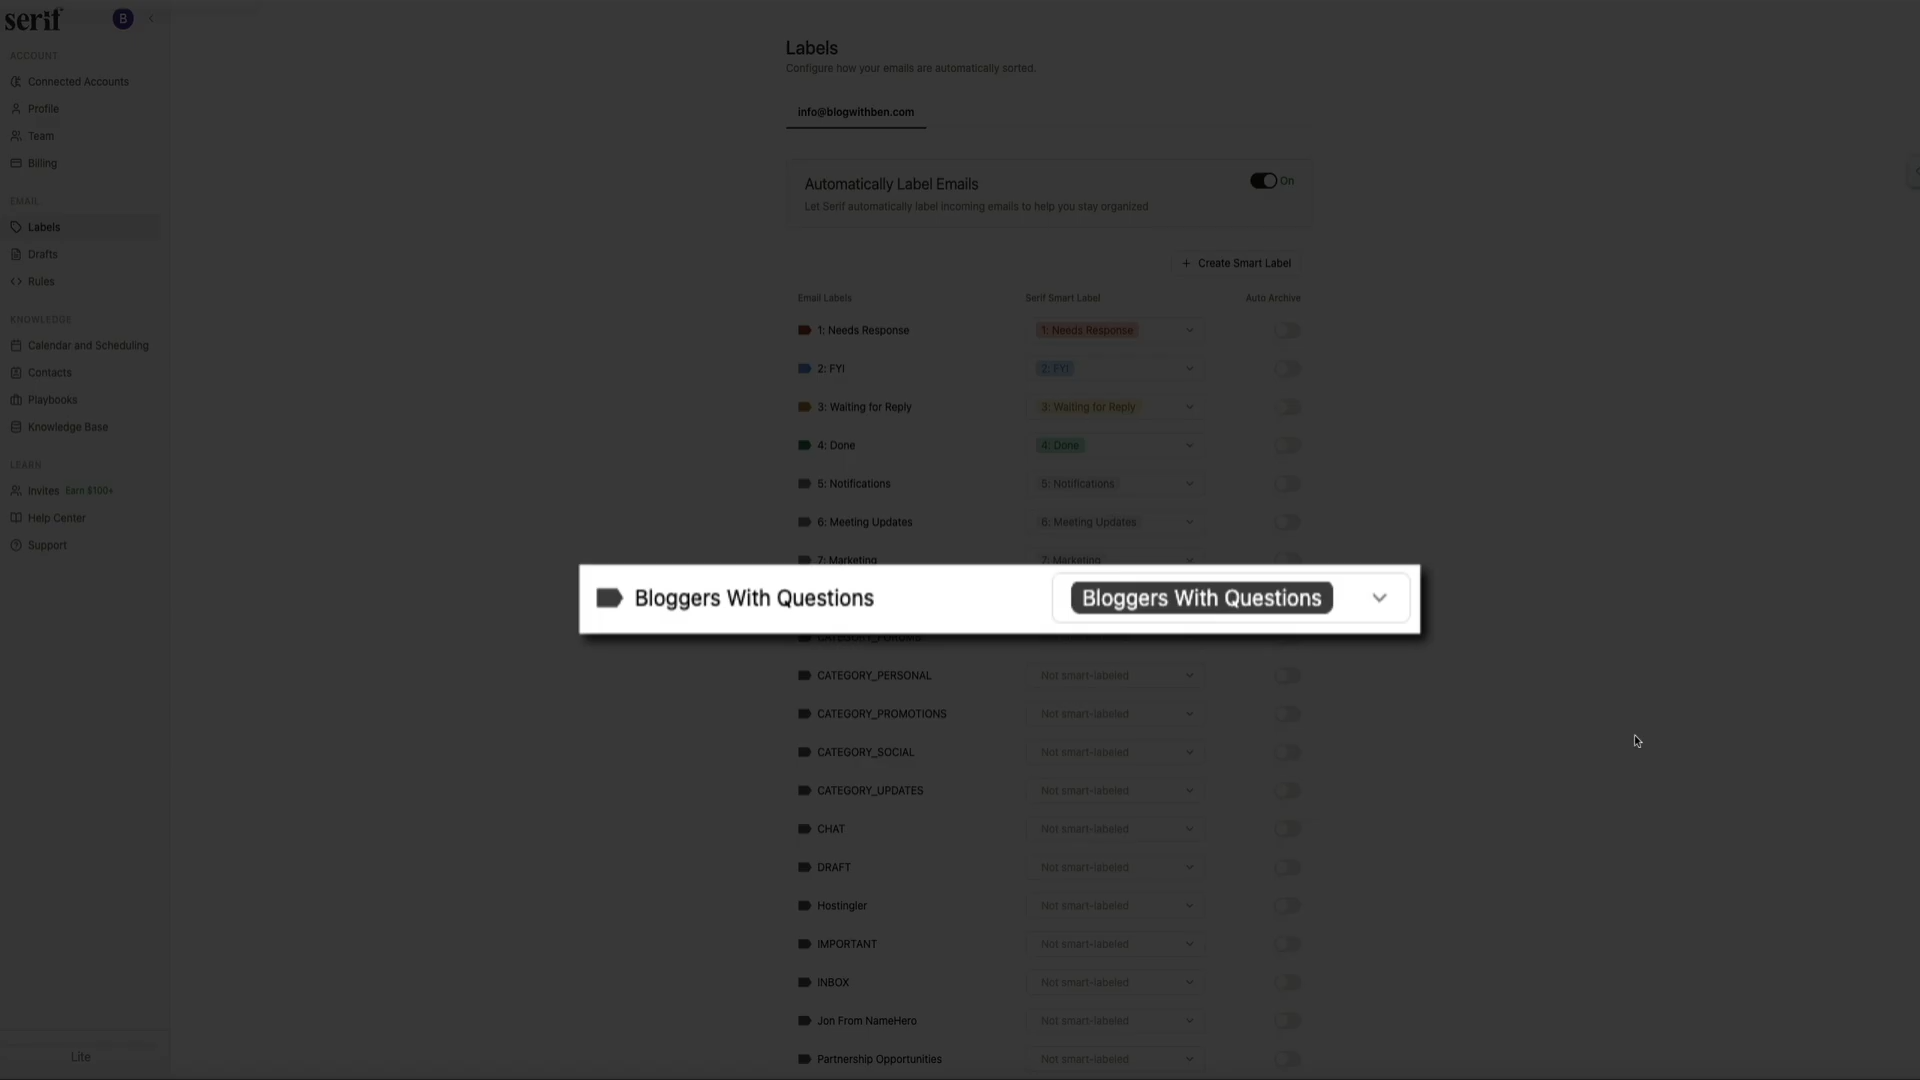 serif
B
ACCOUNT
Connected Accounts
Profile
Team
Billing
EMAIL
Labels
Drafts
Rules
KNOWLEDGE
Calendar and Scheduling
Contacts
Playbooks
Knowledge Base
LEARN
Invites Earn $100+
Help Center
Support
Lite
Labels
Configure how your emails are automatically sorted.
info@blogwithben.com
Automatically Label Emails
On
Let Serif automatically label incoming emails to help you stay organized
+ Create Smart Label
Email Labels Serif Smart Label Auto Archive
1: Needs Response 1: Needs Response
2: FYI 2: FYI
3: Waiting for Reply 3: Waiting for Reply
4: Done 4: Done
5: Notifications 5: Notifications
6: Meeting Updates 6: Meeting Updates
7: Marketing 7: Marketing
Bloggers With Questions Bloggers With Questions
CATEGORY_FORUMS
CATEGORY_PERSONAL Not smart-labeled
CATEGORY_PROMOTIONS Not smart-labeled
CATEGORY_SOCIAL Not smart-labeled
CATEGORY_UPDATES Not smart-labeled
CHAT Not smart-labeled
DRAFT Not smart-labeled
Hostingler Not smart-labeled
IMPORTANT Not smart-labeled
INBOX Not smart-labeled
Jon From NameHero Not smart-labeled
Partnership Opportunities Not smart-labeled